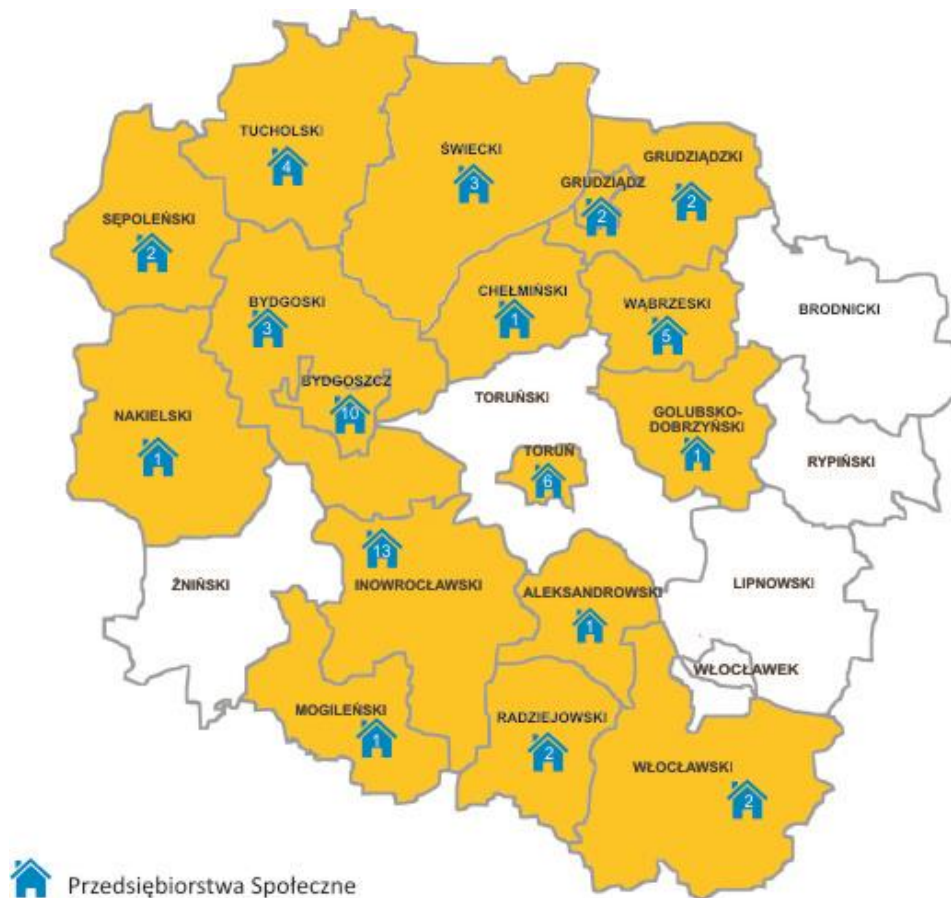 TUCHOLSKI
4
ŚWIECKI
3
GRUDZIĄDZKI
2
GRUDZIĄDZ
2
SĘPOLEŃSKI
2
BYDGOSKI
3
CHEŁMIŃSKI
1
WĄBRZESKI
5
BRODNICKI
BYDGOSZCZ
10
TORUŃSKI
GOLUBSKO-
DOBRZYŃSKI
1
NAKIELSKI
1
TORUŃ
6
RYPIŃSKI
13
INOWROCŁAWSKI
ŻNIŃSKI
ALEKSANDROWSKI
1
LIPNOWSKI
WŁOCŁAWEK
MOGILEŃSKI
1
RADZIEJOWSKI
2
WŁOCŁAWSKI
2
Przedsiębiorstwa Społeczne